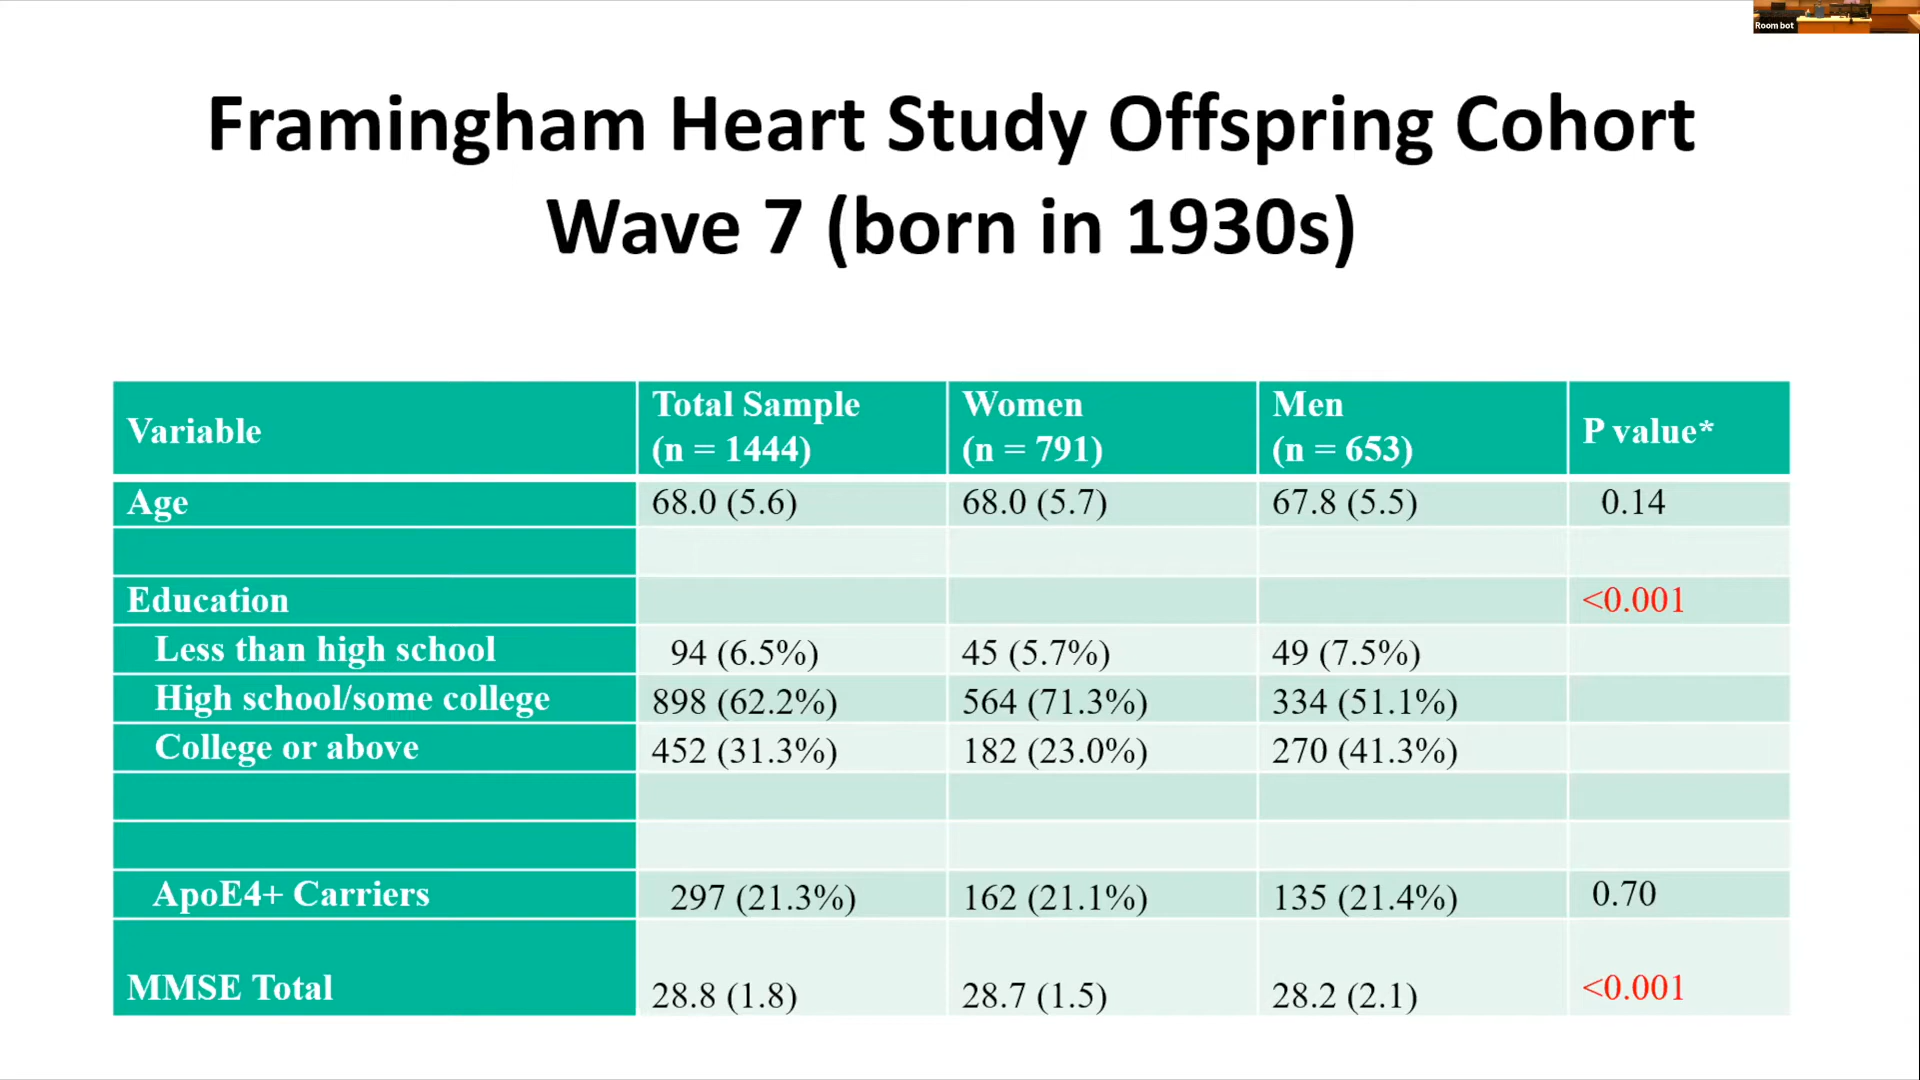 Room bot
Framingham Heart Study Offspring Cohort
Wave 7 (born in 1930s)
Variable
Total Sample
(n = 1444)
Women
(n = 791)
Men
(n = 653)
P value*
Age 68.0 (5.6) 68.0 (5.7) 67.8 (5.5) 0.14
Education <0.001
Less than high school 94 (6.5%) 45 (5.7%) 49 (7.5%)
High school/some college 898 (62.2%) 564 (71.3%) 334 (51.1%)
College or above 452 (31.3%) 182 (23.0%) 270 (41.3%)
ApoE4+ Carriers 297 (21.3%) 162 (21.1%) 135 (21.4%) 0.70
MMSE Total 28.8 (1.8) 28.7 (1.5) 28.2 (2.1) <0.001